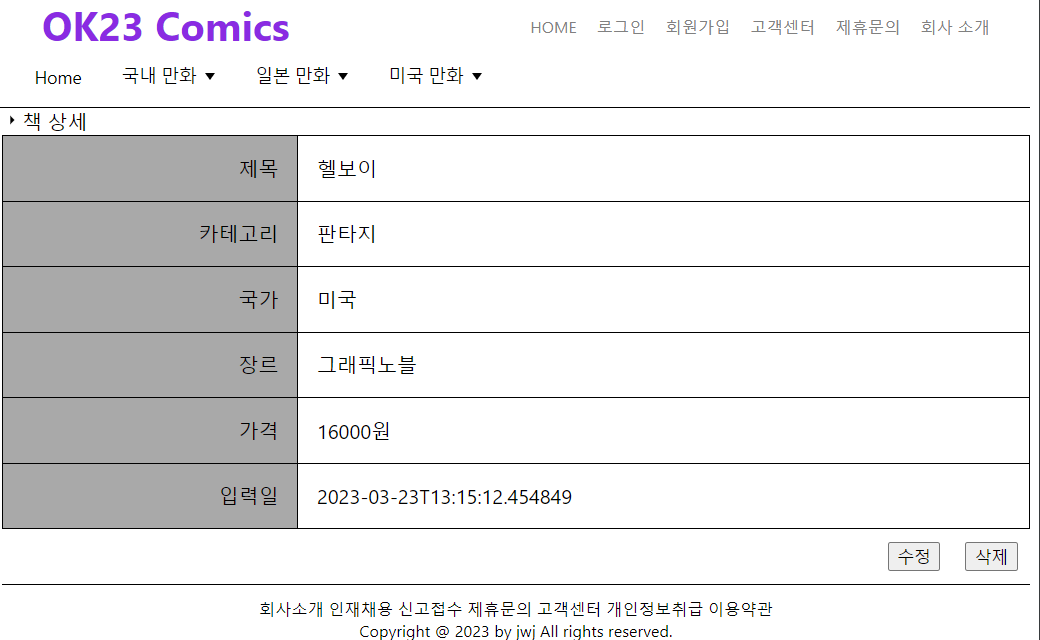 OK23 Comics
HOME 로그인 회원가입 고객센터 제휴문의 회사 소개
Home 국내 만화 ▼ 일본 만화 ▼ 미국 만화 ▼
책 상세
제목 헬보이
카테고리 판타지
국가 미국
장르 그래픽노블
가격 16000원
입력일 2023-03-23T13:15:12.454849
수정 삭제
회사소개 인재채용 신고접수 제휴문의 고객센터 개인정보취급 이용약관
Copyright @ 2023 by jwj All rights reserved.